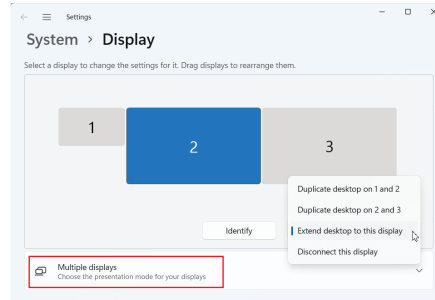 Settings
System > Display
Select a display to change the settings for it. Drag displays to rearrange them.
1
2
3
Duplicate desktop on 1 and 2
Duplicate desktop on 2 and 3
Extend desktop to this display
Disconnect this display
Identify
Multiple displays
Choose the presentation mode for your displays